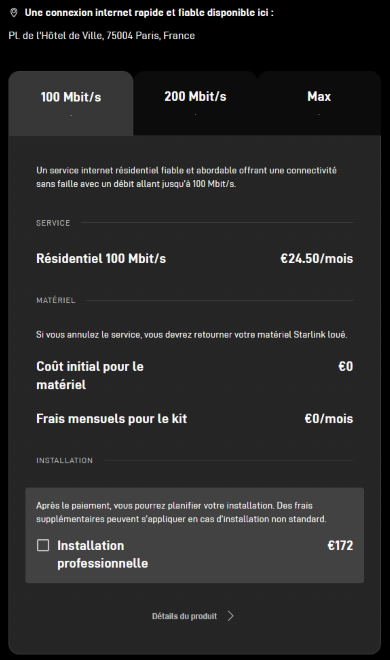 Une connexion internet rapide et fiable disponible ici :
Pl. de l'Hôtel de Ville, 75004 Paris, France
100 Mbit/s
200 Mbit/s
Max
Un service internet résidentiel fiable et abordable offrant une connectivité
sans faille avec un débit allant jusqu'à 100 Mbit/s.
SERVICE
Résidentiel 100 Mbit/s €24.50/mois
MATÉRIEL
Si vous annulez le service, vous devrez retourner votre matériel Starlink loué.
Coût initial pour le €0
matériel
Frais mensuels pour le kit €0/mois
INSTALLATION
Après le paiement, vous pourrez planifier votre installation. Des frais
supplémentaires peuvent s'appliquer en cas d'installation non standard.
Installation €172
professionnelle
Détails du produit